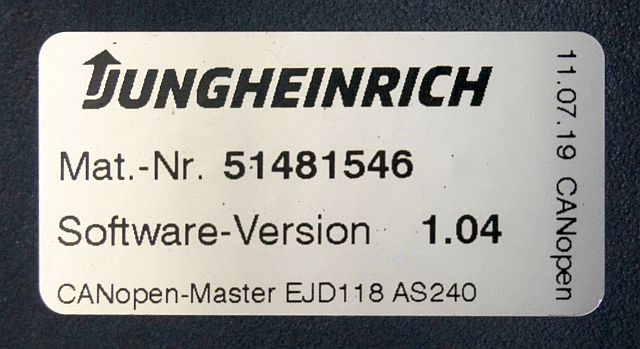 JUNGHEINRICH
Mat.-Nr. 51481546
Software-Version 1.04
CANopen-Master EJD118 AS240
11.07.19 CANopen